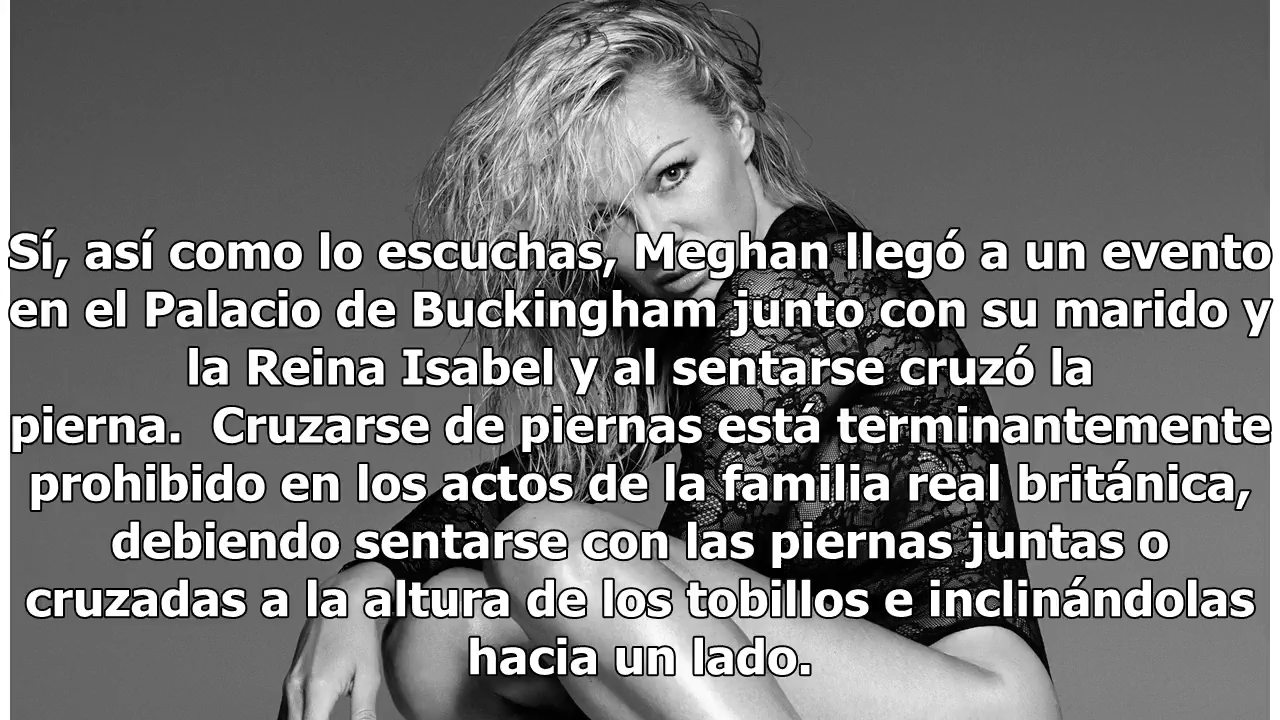 Sí, así como lo escuchas, Meghan llegó a un evento
en el Palacio de Buckingham junto con su marido y
la Reina Isabel y al sentarse cruzó la
pierna.  Cruzarse de piernas está terminantemente
prohibido en los actos de la familia real británica,
debiendo sentarse con las piernas juntas o
cruzadas a la altura de los tobillos e inclinándolas
hacia un lado.